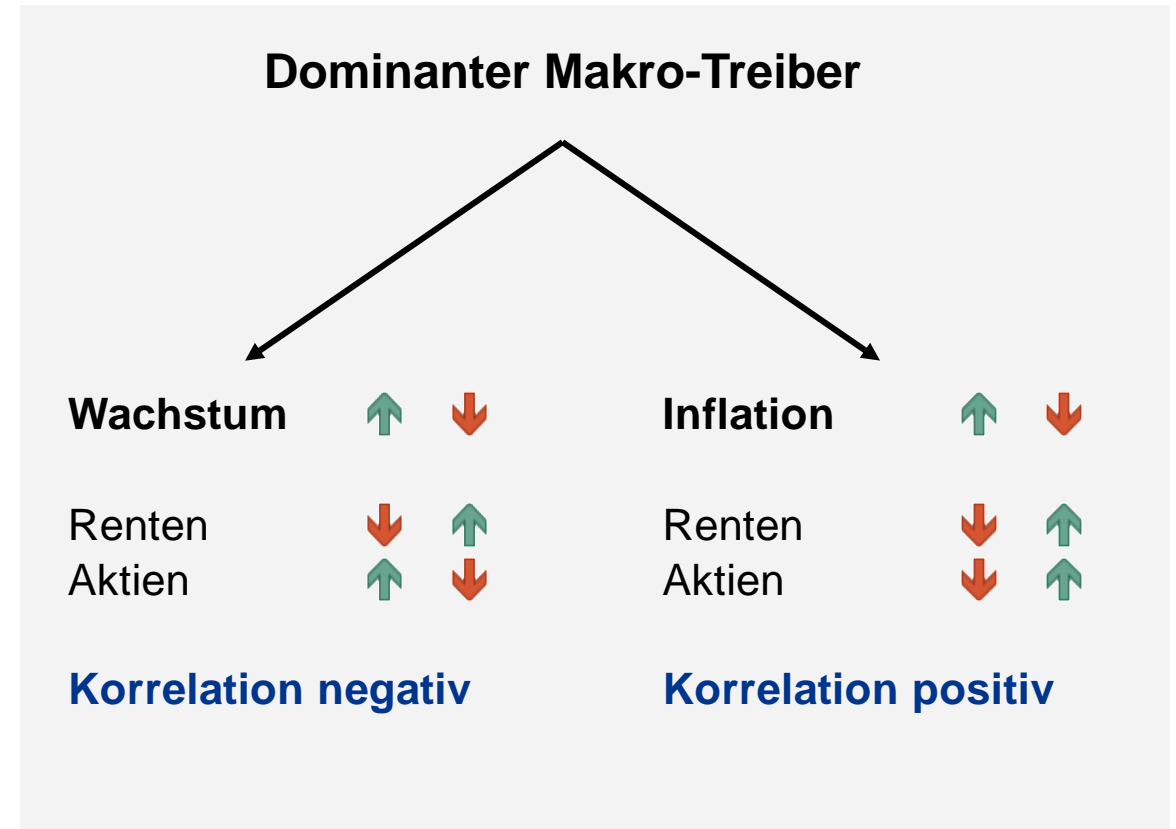 Dominanter Makro-Treiber
Wachstum
Renten
Aktien
Korrelation negativ
Inflation
Renten
Aktien
Korrelation positiv